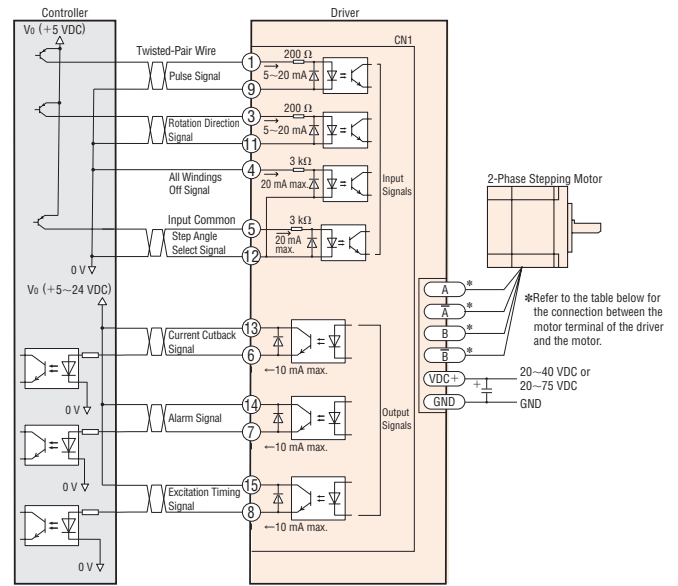 Controller
Driver
V0 (+5 VDC)
CN1
Twisted-Pair Wire
Pulse Signal
1
200 Ω
5~20 mA
9
Rotation Direction
Signal
3
200 Ω
5~20 mA
11
All Windings
Off Signal
4
3 kΩ
20 mA max.
Input
Signals
Input Common
Step Angle
Select Signal
5
3 kΩ
20 mA
max.
12
0 V
V0 (+5~24 VDC)
Current Cutback
Signal
13
6
←10 mA max.
0 V
Alarm Signal
14
7
←10 mA max.
Output
Signals
0 V
Excitation Timing
Signal
15
8
←10 mA max.
0 V
2-Phase Stepping Motor
A *
A̅ *
B *
B̅ *
VDC+
GND
+
20~40 VDC or
20~75 VDC
GND
*Refer to the table below for
the connection between the
motor terminal of the driver
and the motor.